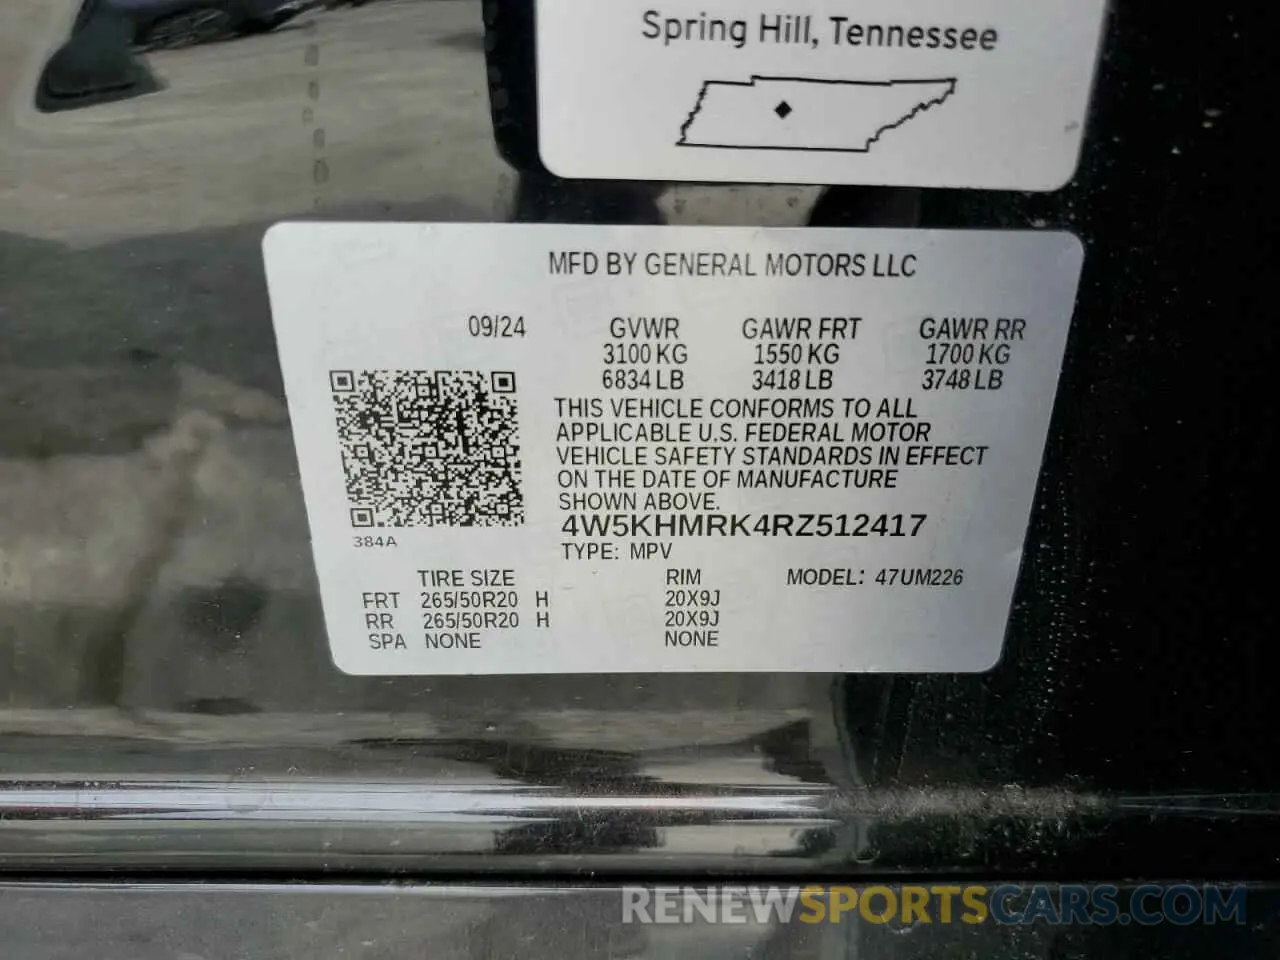 Spring Hill, Tennessee
MFD BY GENERAL MOTORS LLC
09/24 GVWR GAWR FRT GAWR RR
3100 KG 1550 KG 1700 KG
6834 LB 3418 LB 3748 LB
THIS VEHICLE CONFORMS TO ALL
APPLICABLE U.S. FEDERAL MOTOR
VEHICLE SAFETY STANDARDS IN EFFECT
ON THE DATE OF MANUFACTURE
SHOWN ABOVE.
4W5KHMRK4RZ512417
384A
TYPE: MPV
TIRE SIZE RIM MODEL: 47UM226
FRT 265/50R20 H 20X9J
RR 265/50R20 H 20X9J
SPA NONE NONE
RENEWSPORTSCARS.COM